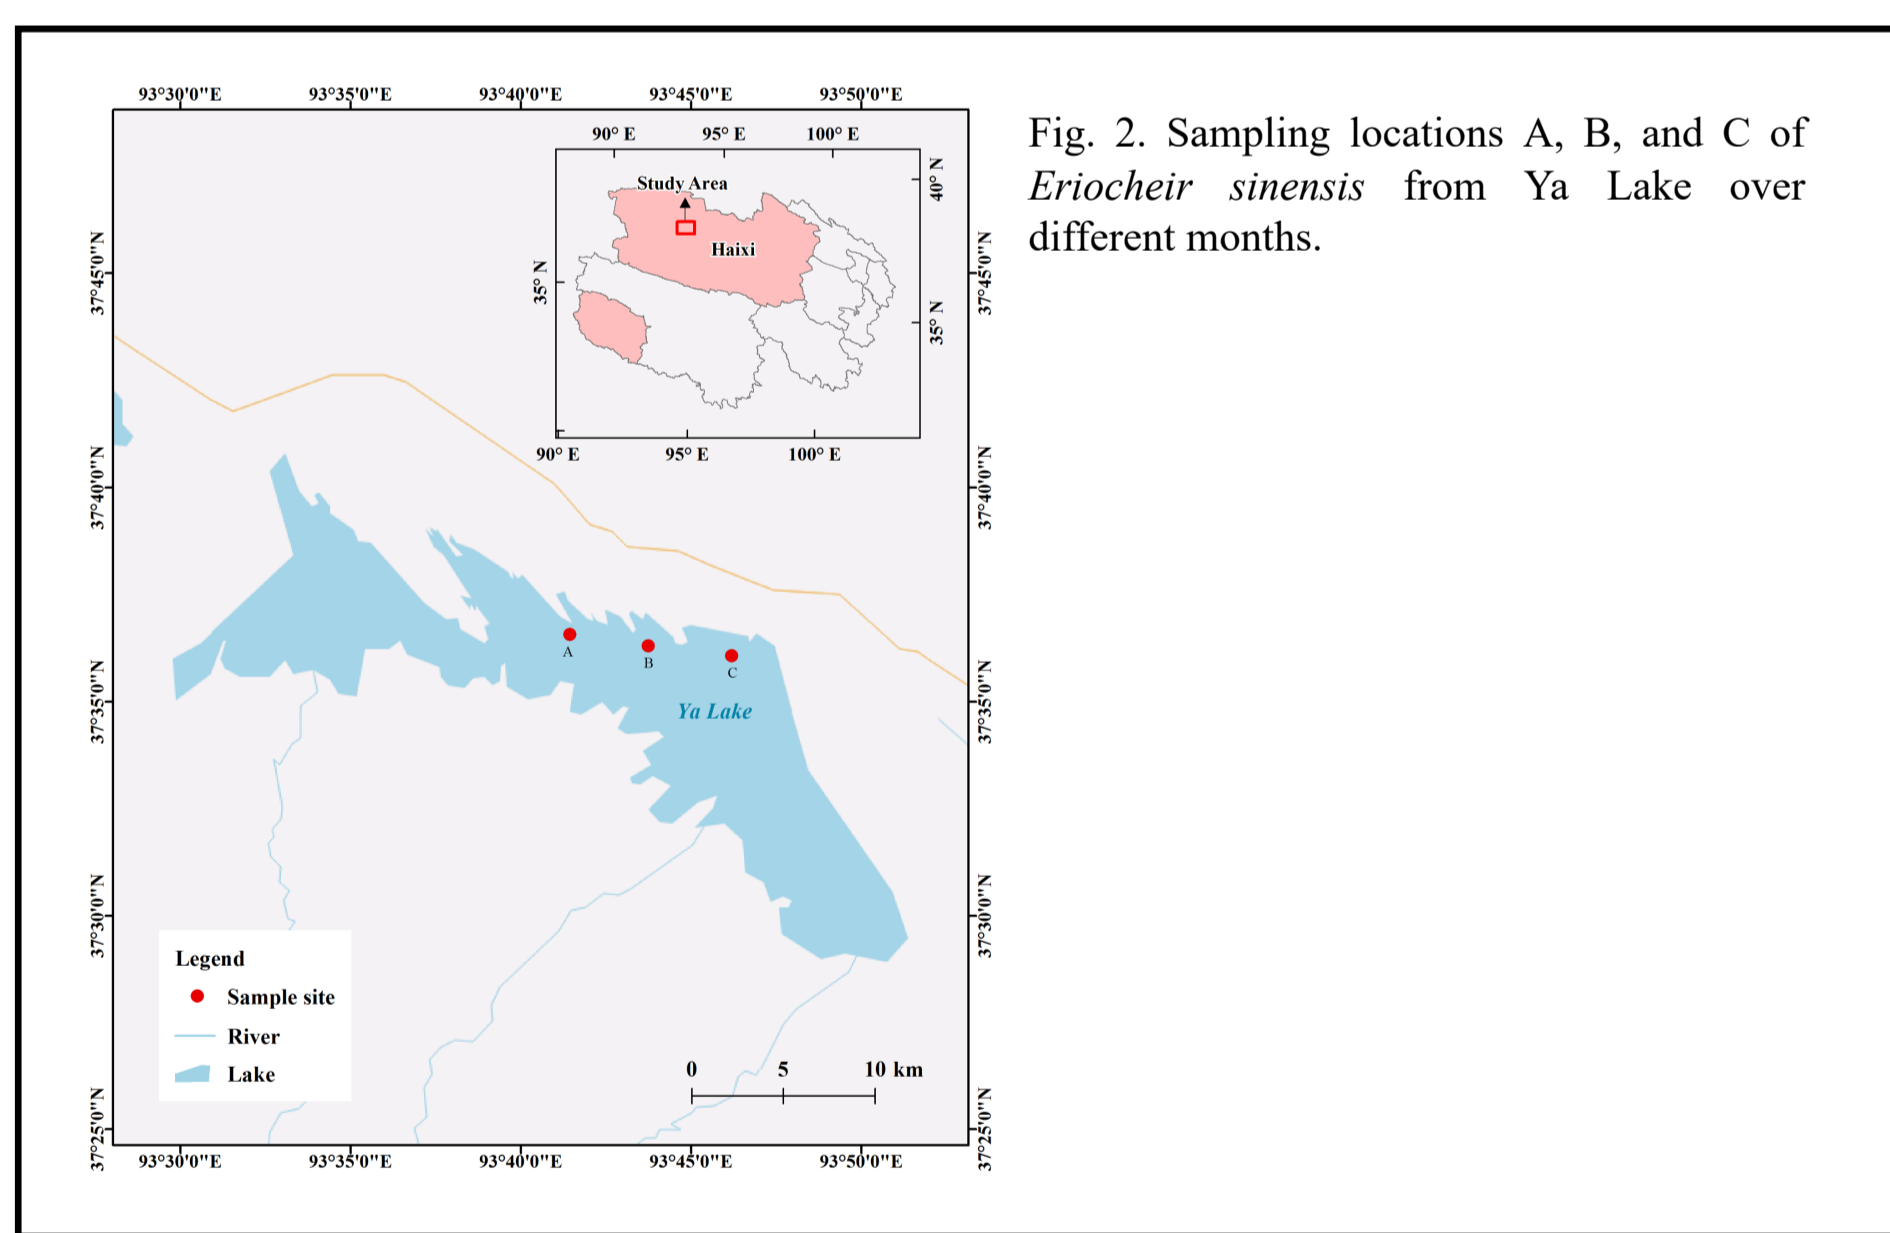 93°30'0"E 93°35'0"E 93°40'0"E 93°45'0"E 93°50'0"E
90° E 95° E 100° E
40° N
35° N
35° N
90° E 95° E 100° E
Study Area
Haixi
37°45'0"N
37°40'0"N
37°35'0"N
37°30'0"N
37°25'0"N
37°45'0"N
37°40'0"N
37°35'0"N
37°30'0"N
37°25'0"N
A
B
C
Ya Lake
Legend
Sample site
River
Lake
0 5 10 km
93°30'0"E 93°35'0"E 93°40'0"E 93°45'0"E 93°50'0"E
Fig. 2. Sampling locations A, B, and C of
Eriocheir sinensis from Ya Lake over
different months.